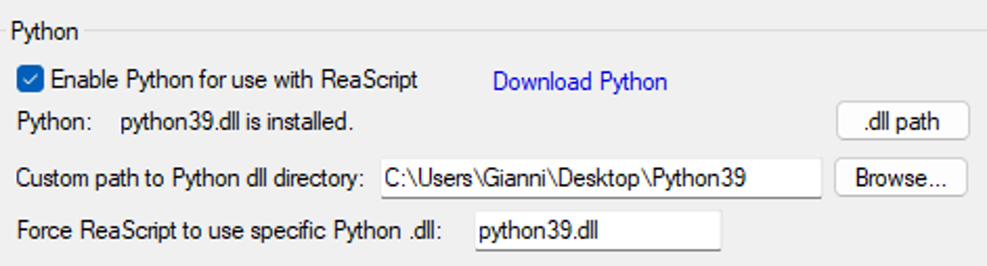 Python
Enable Python for use with ReaScript Download Python
Python: python39.dll is installed. .dll path
Custom path to Python dll directory: C:\Users\Gianni\Desktop\Python39 Browse...
Force ReaScript to use specific Python .dll: python39.dll